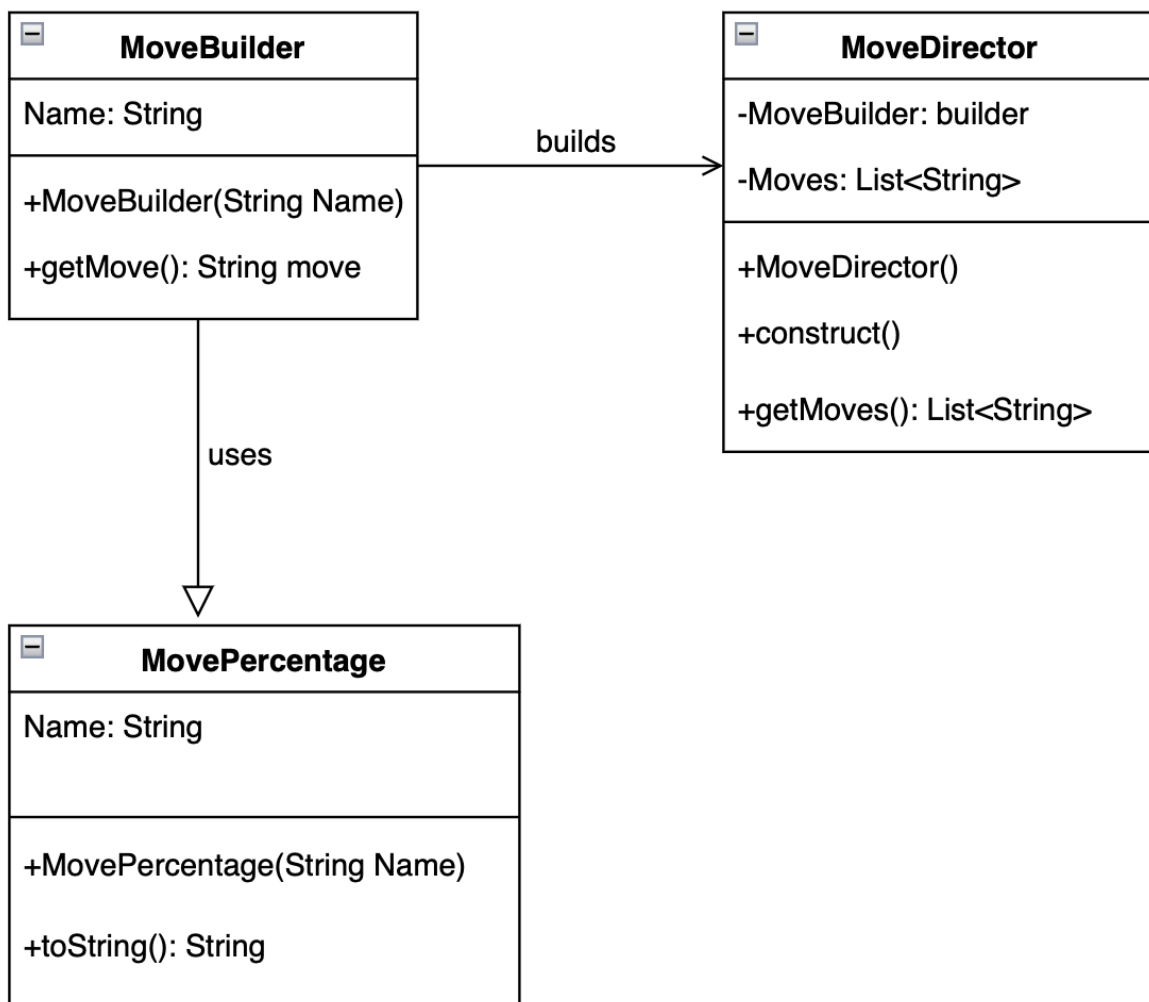 MoveBuilder
Name: String
+MoveBuilder(String Name)
+getMove(): String move
builds
MoveDirector
-MoveBuilder: builder
-Moves: List<String>
+MoveDirector()
+construct()
+getMoves(): List<String>
uses
MovePercentage
Name: String
+MovePercentage(String Name)
+toString(): String